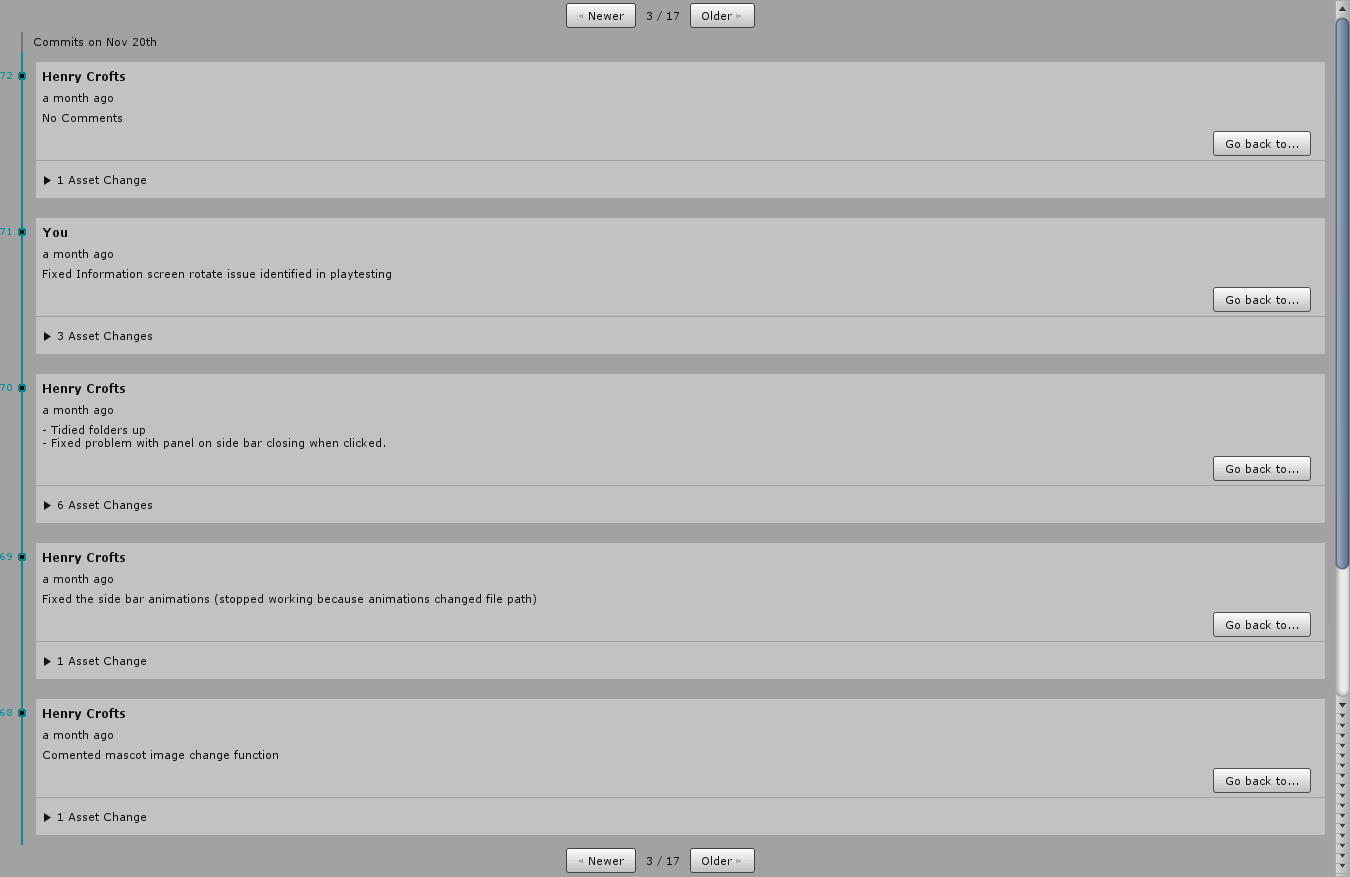 Newer 3 / 17 Older
Commits on Nov 20th
72
Henry Crofts
a month ago
No Comments
Go back to...
1 Asset Change
71
You
a month ago
Fixed Information screen rotate issue identified in playtesting
Go back to...
3 Asset Changes
70
Henry Crofts
a month ago
- Tidied folders up
- Fixed problem with panel on side bar closing when clicked.
Go back to...
6 Asset Changes
69
Henry Crofts
a month ago
Fixed the side bar animations (stopped working because animations changed file path)
Go back to...
1 Asset Change
68
Henry Crofts
a month ago
Comented mascot image change function
Go back to...
1 Asset Change
Newer 3 / 17 Older